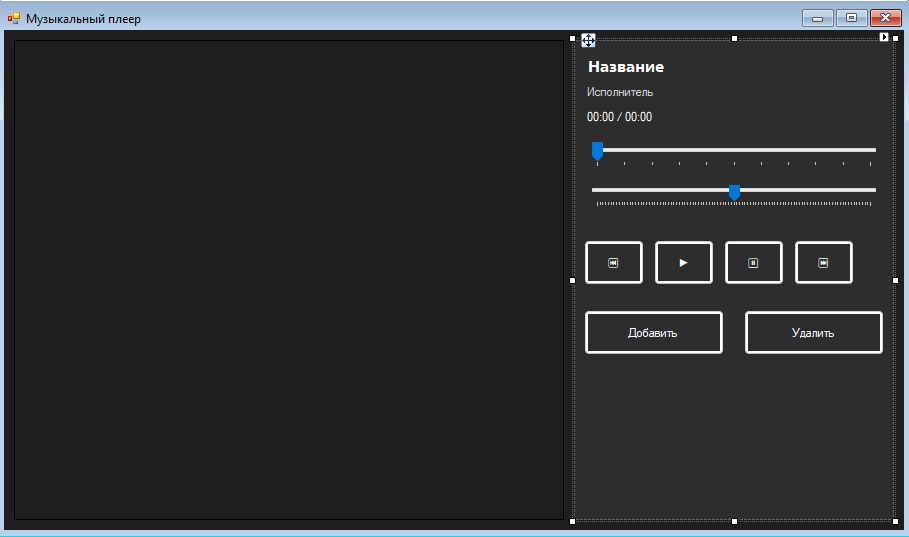 Музыкальный плеер
Название
Исполнитель
00:00 / 00:00
Добавить Удалить